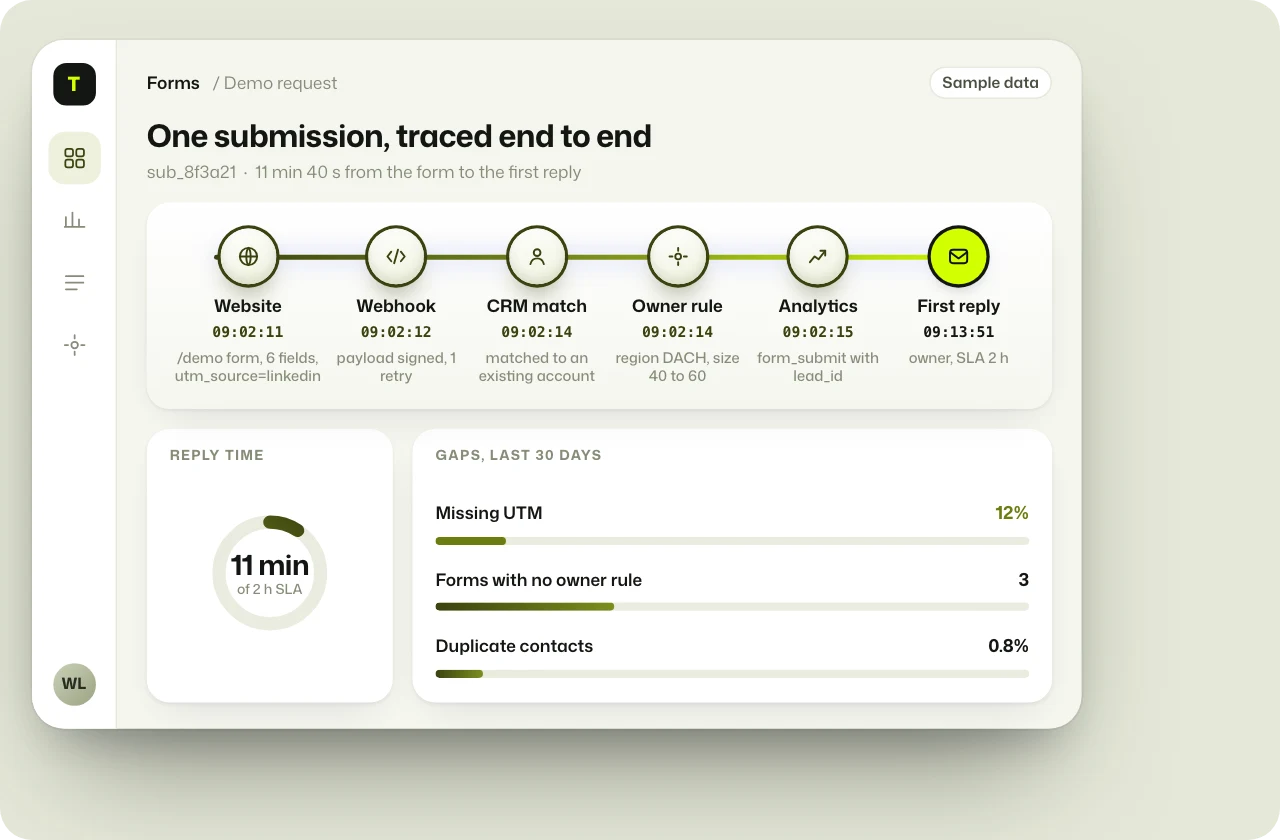 T
Forms / Demo request
Sample data
One submission, traced end to end
sub_8f3a21 · 11 min 40 s from the form to the first reply
Website
09:02:11
/demo form, 6 fields,
utm_source=linkedin
Webhook
09:02:12
payload signed, 1
retry
CRM match
09:02:14
matched to an
existing account
Owner rule
09:02:14
region DACH, size
40 to 60
Analytics
09:02:15
form_submit with
lead_id
First reply
09:13:51
owner, SLA 2 h
REPLY TIME
11 min
of 2 h SLA
GAPS, LAST 30 DAYS
Missing UTM 12%
Forms with no owner rule 3
Duplicate contacts 0.8%
WL